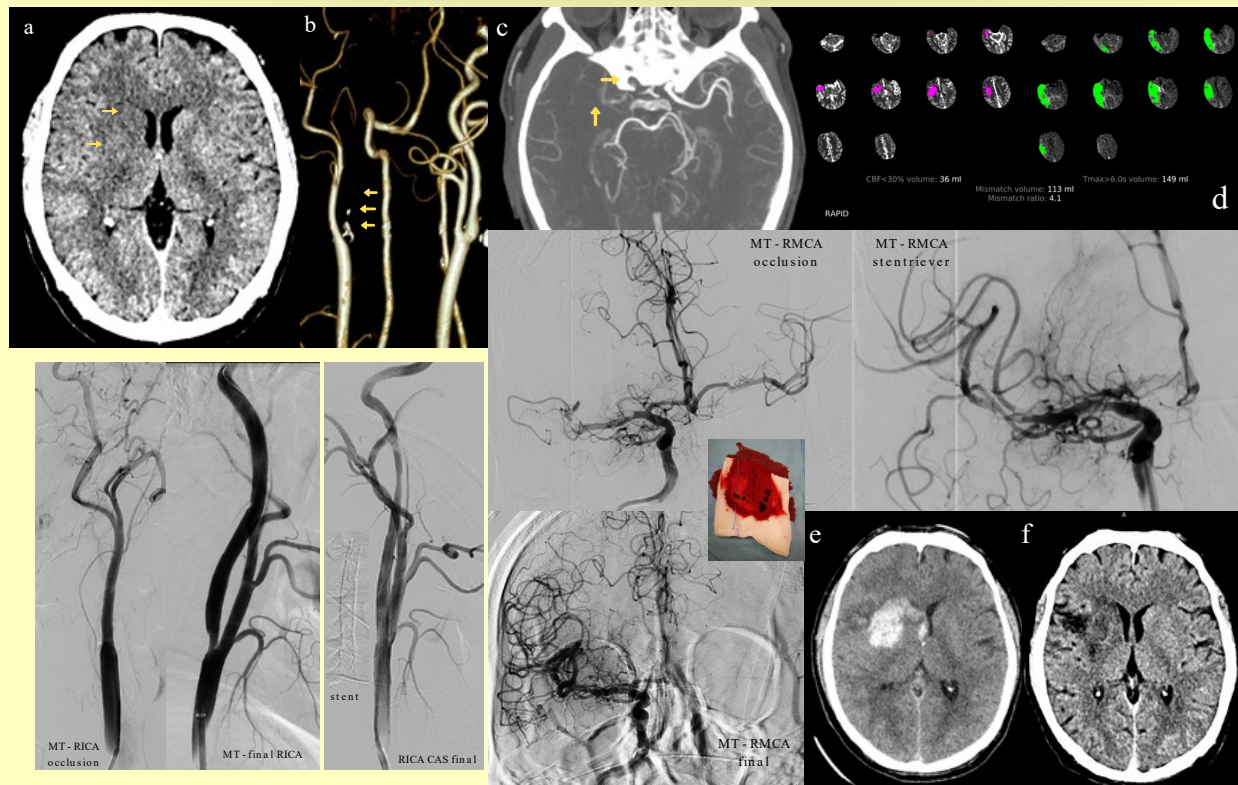 a
b
c
CBF<30% volume: 36 ml
Tmax>6.0s volume: 149 ml
Mismatch volume: 113 ml
Mismatch ratio: 4.1
RAPID
d
MT - RMCA
occlusion
MT - RMCA
stentriever
MT - RICA
occlusion
MT - final RICA
stent
RICA CAS final
MT - RMCA
final
e
f
A